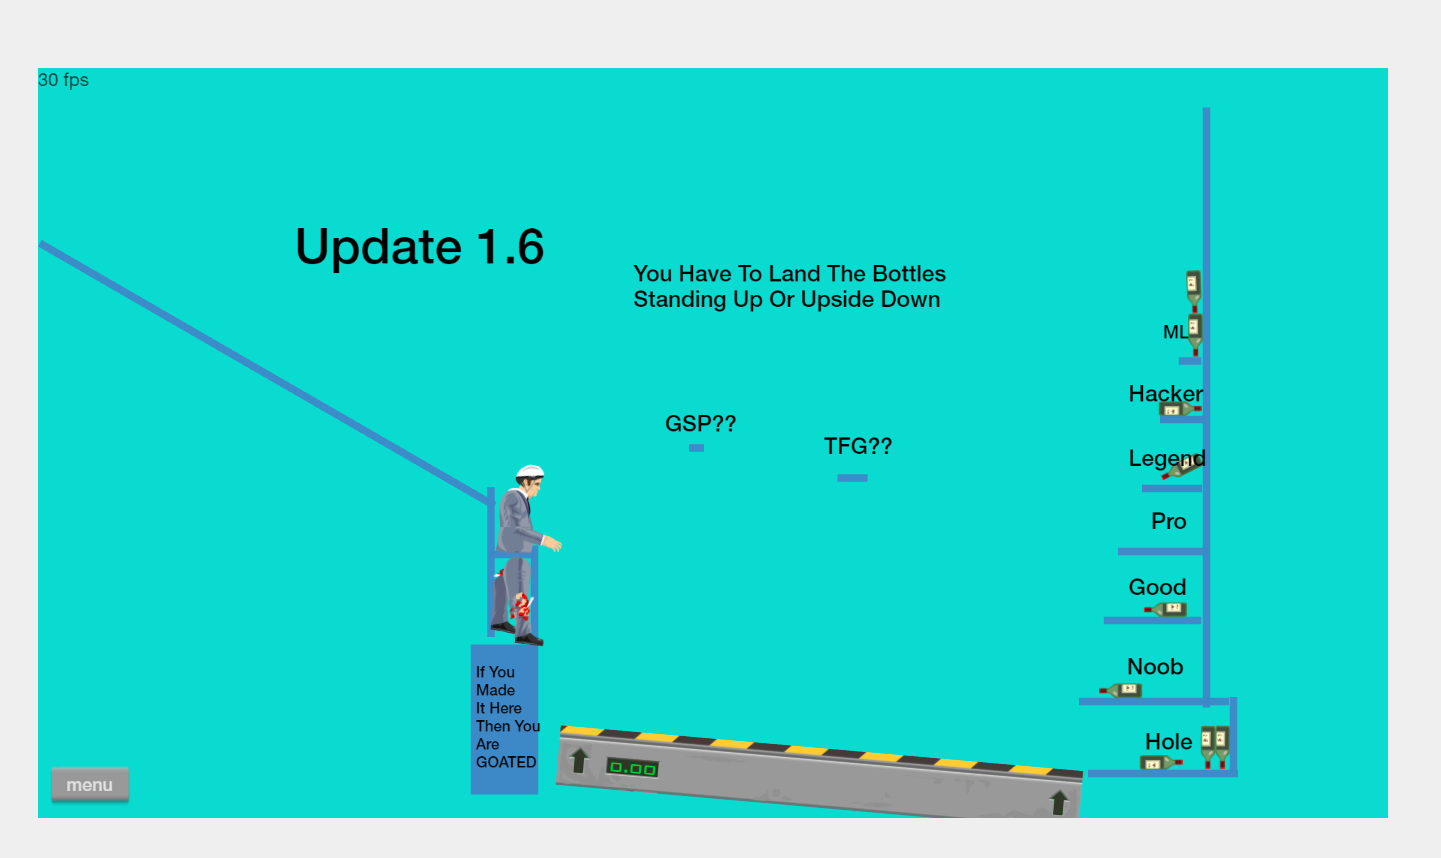 30 fps
Update 1.6
You Have To Land The Bottles
Standing Up Or Upside Down
ML
Hacker
GSP??
TFG??
Legend
Pro
Good
Noob
If You
Made
It Here
Then You
Are
GOATED
Hole
0.00
menu